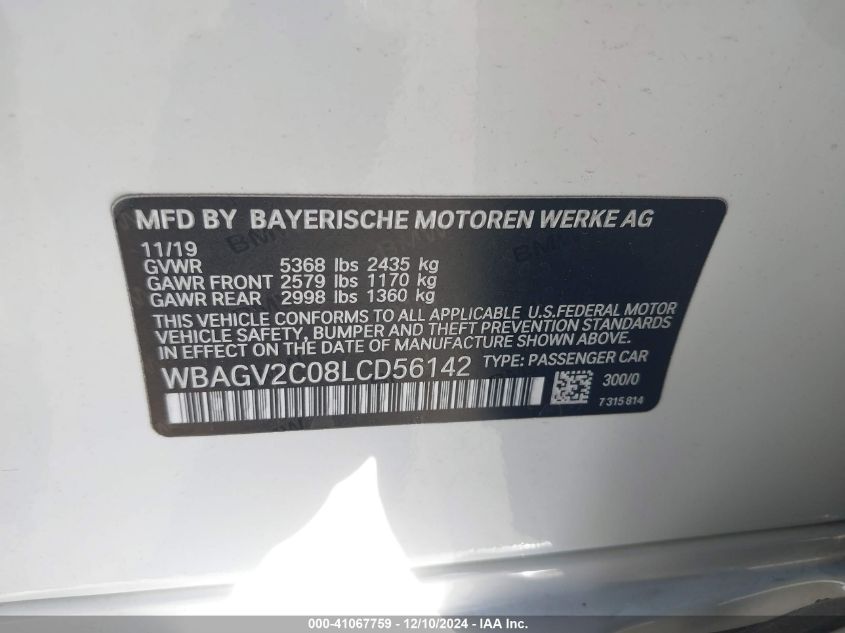 MFD BY BAYERISCHE MOTOREN WERKE AG
11/19
GVWR 5368 lbs 2435 kg
GAWR FRONT 2579 lbs 1170 kg
GAWR REAR 2998 lbs 1360 kg
THIS VEHICLE CONFORMS TO ALL APPLICABLE U.S.FEDERAL MOTOR
VEHICLE SAFETY, BUMPER AND THEFT PREVENTION STANDARDS
IN EFFECT ON THE DATE OF MANUFACTURE SHOWN ABOVE.
WBAGV2C08LCD56142 TYPE: PASSENGER CAR
300/0
7315814
000-41067759 - 12/10/2024 - IAA Inc.